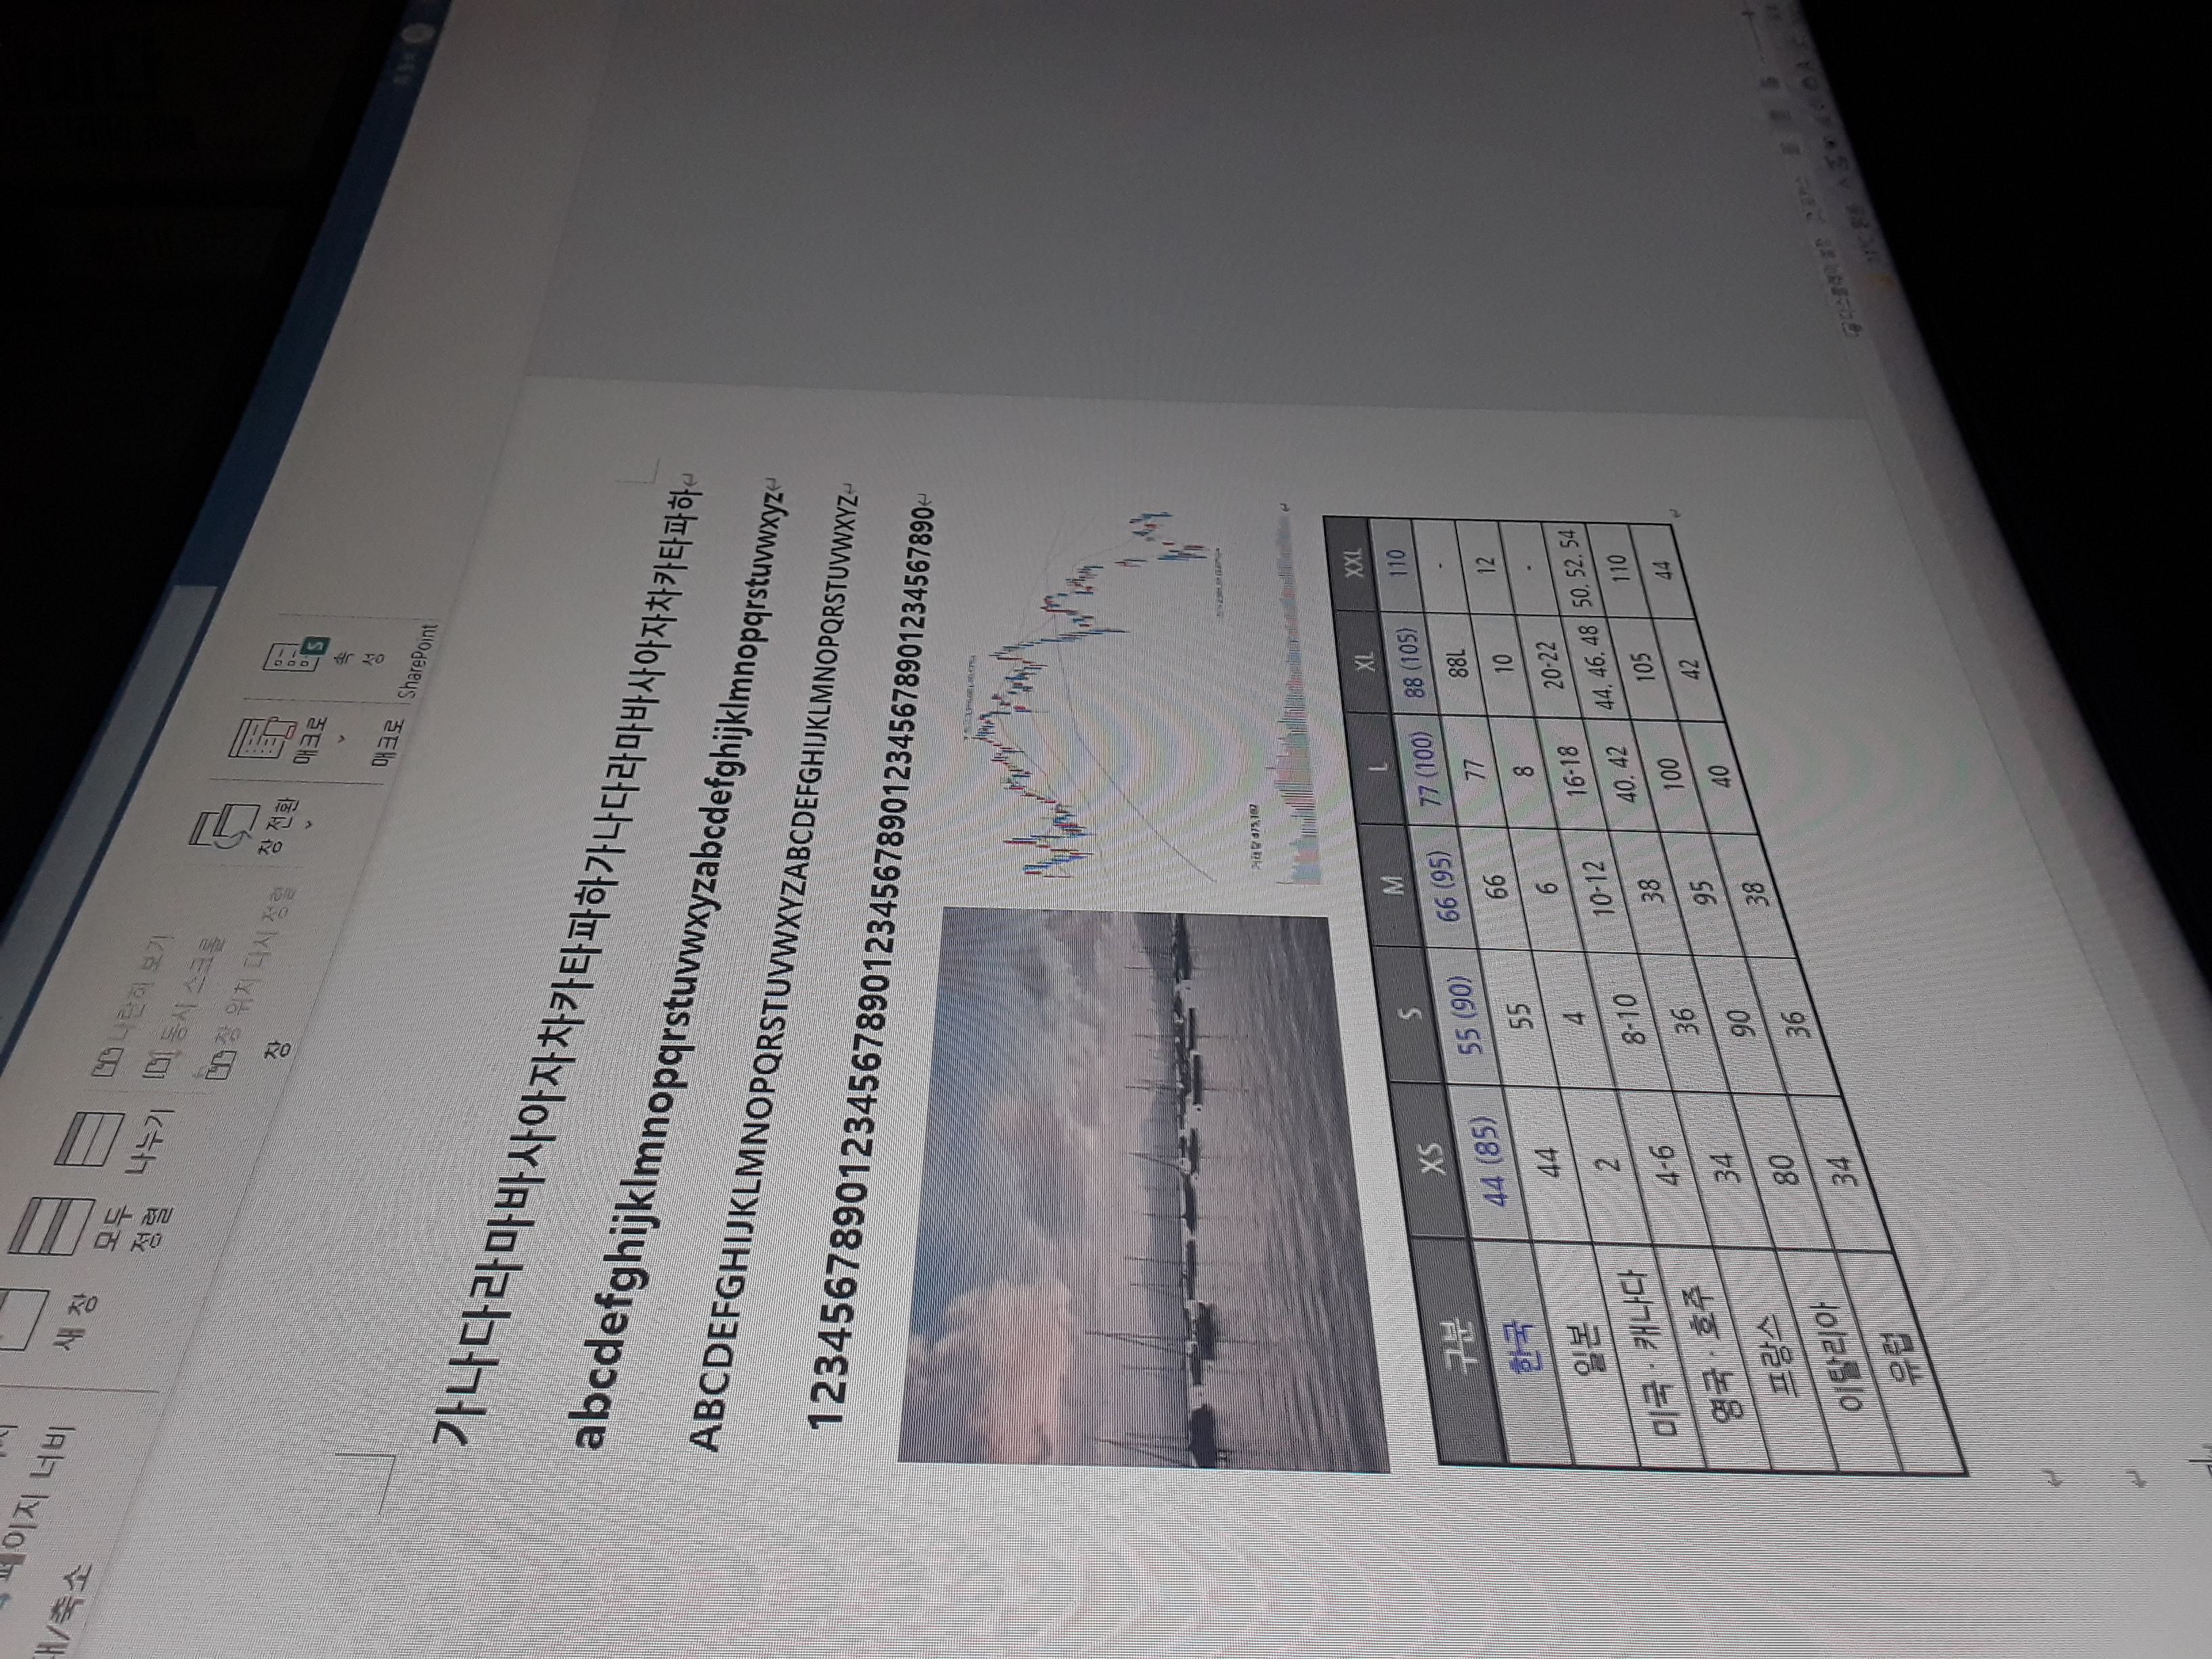 페이지 너비
새 창
모두 정렬
나누기
나란히 보기
동시 스크롤
창 위치 다시 정렬
창
창 전환
매크로
매크로
속성
SharePoint
가나다라마바사아자차카타파하가나다라마바사아자차카타파하
abcdefghijklmnopqrstuvwxyzabcdefghijklmnopqrstuvwxyz
ABCDEFGHIJKLMNOPQRSTUVWXYZABCDEFGHIJKLMNOPQRSTUVWXYZ
1234567890123456789012345678901234567890
거래량 475,187
구분 XS S M L XL XXL
한국 44 (85) 55 (90) 66 (95) 77 (100) 88 (105) 110
일본 44 55 66 77 88L -
미국 · 캐나다 2 4 6 8 10 12
영국 · 호주 4-6 8-10 10-12 16-18 20-22 -
프랑스 34 36 38 40, 42 44, 46, 48 50, 52, 54
이탈리아 80 90 95 100 105 110
유럽 34 36 38 40 42 44